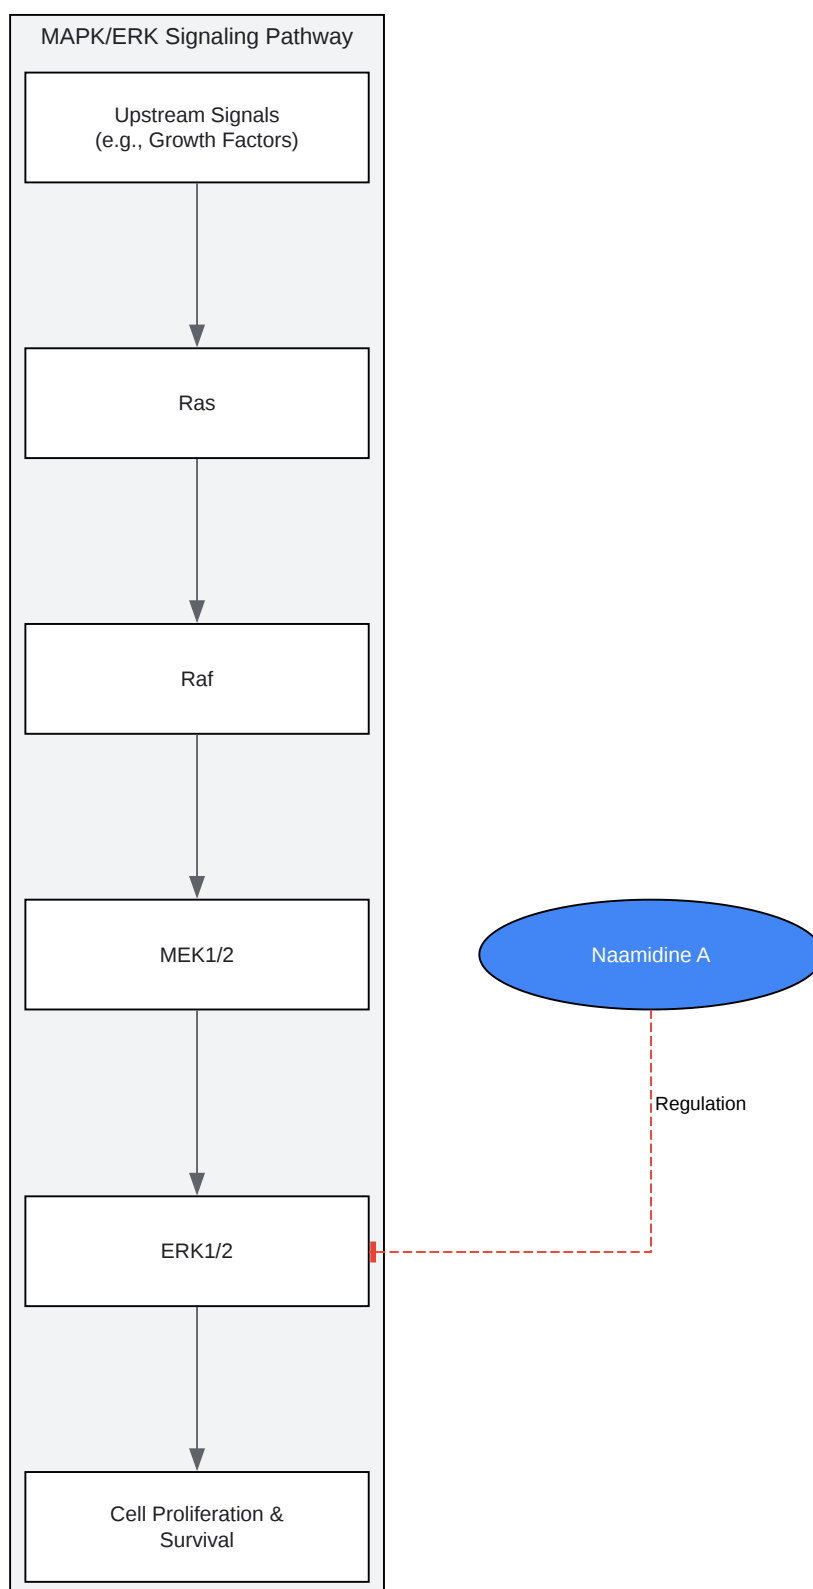 MAPK/ERK Signaling Pathway
Upstream Signals
(e.g., Growth Factors)
Ras
Raf
MEK1/2
Naamidine A
Regulation
ERK1/2
Cell Proliferation &
Survival